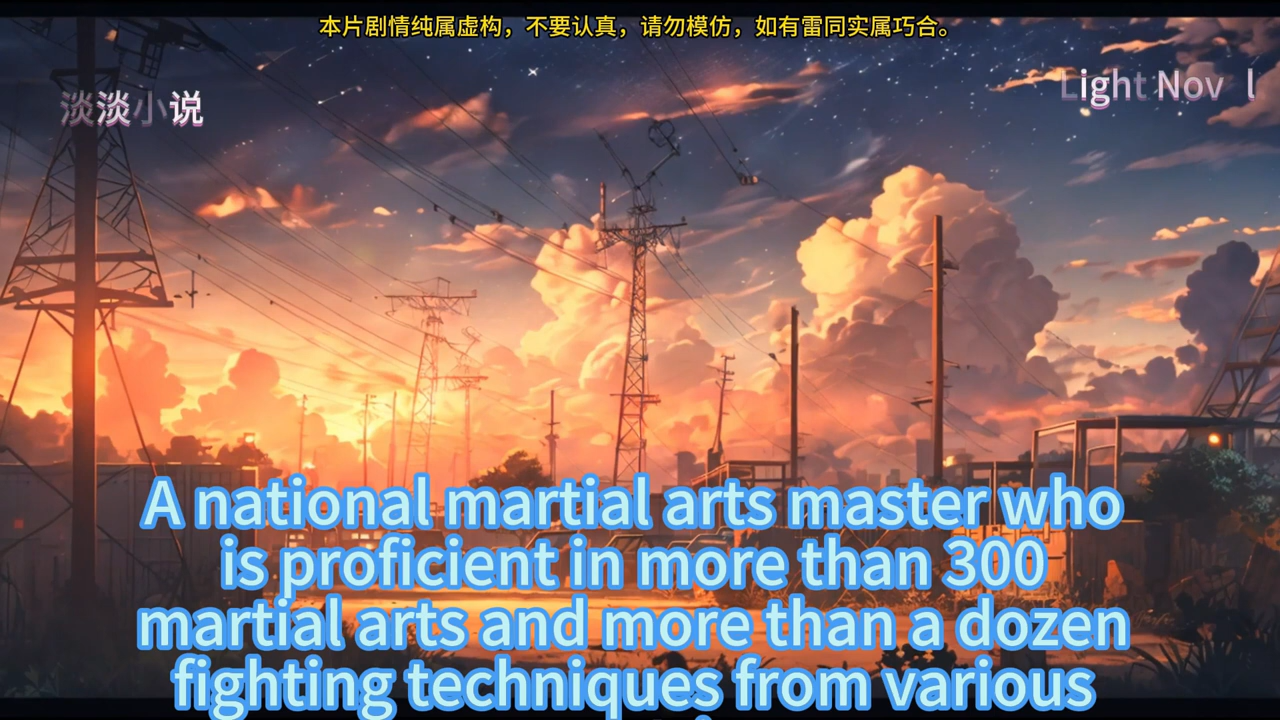 本片剧情纯属虚构，不要认真，请勿模仿，如有雷同实属巧合。
淡淡小说
Light Nov l
A national martial arts master who
is proficient in more than 300
martial arts and more than a dozen
fighting techniques from various